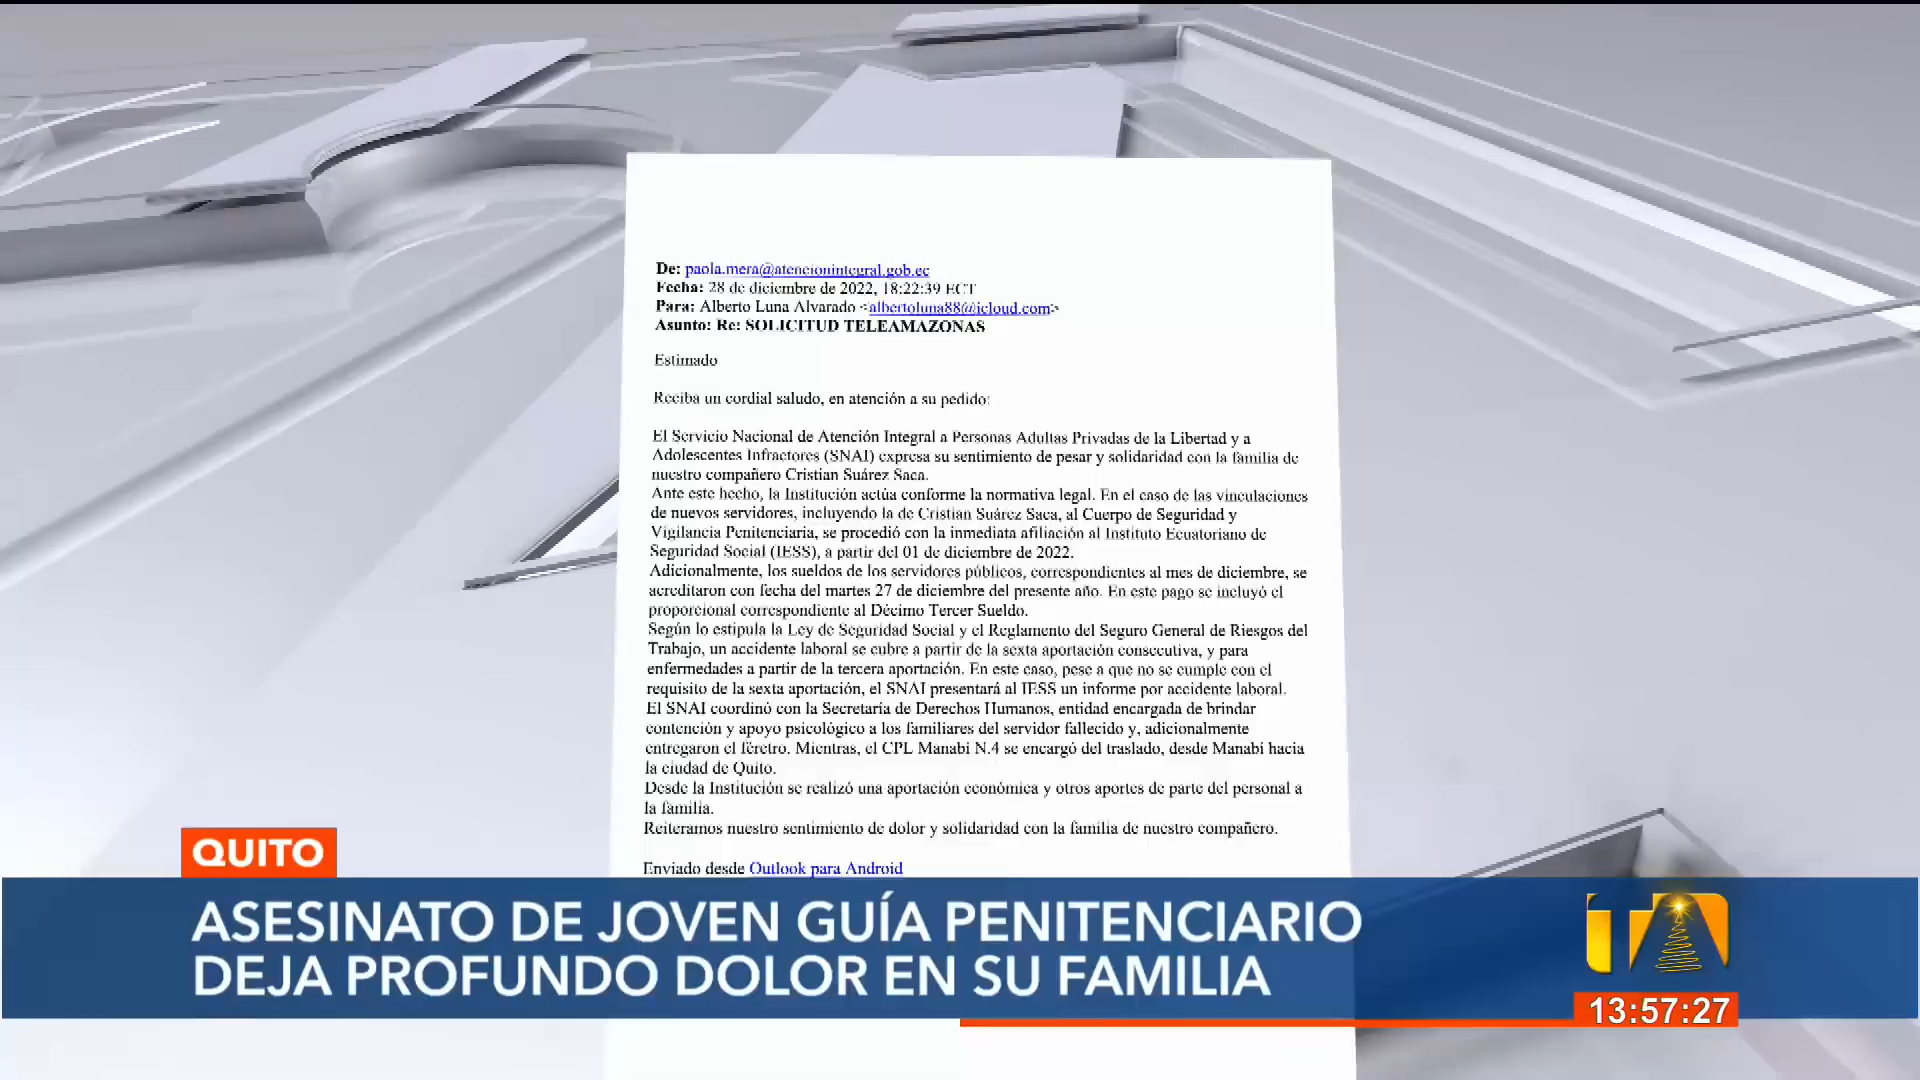 De: paola.mera@atencionintegral.gob.ec
Fecha: 28 de diciembre de 2022, 18:22:39 ECT
Para: Alberto Luna Alvarado <albertoluna88@icloud.com>
Asunto: Re: SOLICITUD TELEAMAZONAS
Estimado
Reciba un cordial saludo, en atención a su pedido:
El Servicio Nacional de Atención Integral a Personas Adultas Privadas de la Libertad y a
Adolescentes Infractores (SNAI) expresa su sentimiento de pesar y solidaridad con la familia de
nuestro compañero Cristian Suárez Saca.
Ante este hecho, la Institución actúa conforme la normativa legal. En el caso de las vinculaciones
de nuevos servidores, incluyendo la de Cristian Suárez Saca, al Cuerpo de Seguridad y
Vigilancia Penitenciaria, se procedió con la inmediata afiliación al Instituto Ecuatoriano de
Seguridad Social (IESS), a partir del 01 de diciembre de 2022.
Adicionalmente, los sueldos de los servidores públicos, correspondientes al mes de diciembre, se
acreditaron con fecha del martes 27 de diciembre del presente año. En este pago se incluyó el
proporcional correspondiente al Décimo Tercer Sueldo.
Según lo estipula la Ley de Seguridad Social y el Reglamento del Seguro General de Riesgos del
Trabajo, un accidente laboral se cubre a partir de la sexta aportación consecutiva, y para
enfermedades a partir de la tercera aportación. En este caso, pese a que no se cumple con el
requisito de la sexta aportación, el SNAI presentará al IESS un informe por accidente laboral.
El SNAI coordinó con la Secretaría de Derechos Humanos, entidad encargada de brindar
contención y apoyo psicológico a los familiares del servidor fallecido y, adicionalmente
entregaron el féretro. Mientras, el CPL Manabí N.4 se encargó del traslado, desde Manabí hacia
la ciudad de Quito.
Desde la Institución se realizó una aportación económica y otros aportes de parte del personal a
la familia.
Reiteramos nuestro sentimiento de dolor y solidaridad con la familia de nuestro compañero.
Enviado desde Outlook para Android
QUITO
ASESINATO DE JOVEN GUÍA PENITENCIARIO
DEJA PROFUNDO DOLOR EN SU FAMILIA
TA
13:57:27